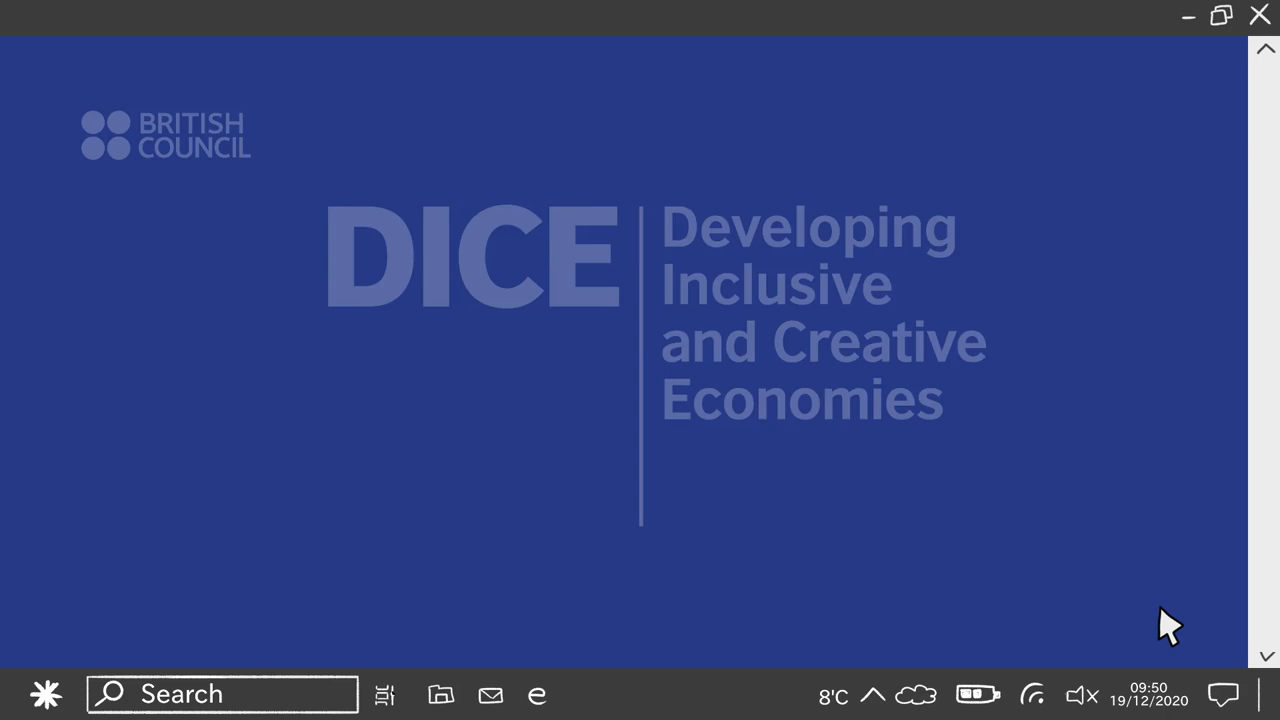 BRITISH
COUNCIL
DICE
Developing
Inclusive
and Creative
Economies
Search
e
8°C
09:50
19/12/2020